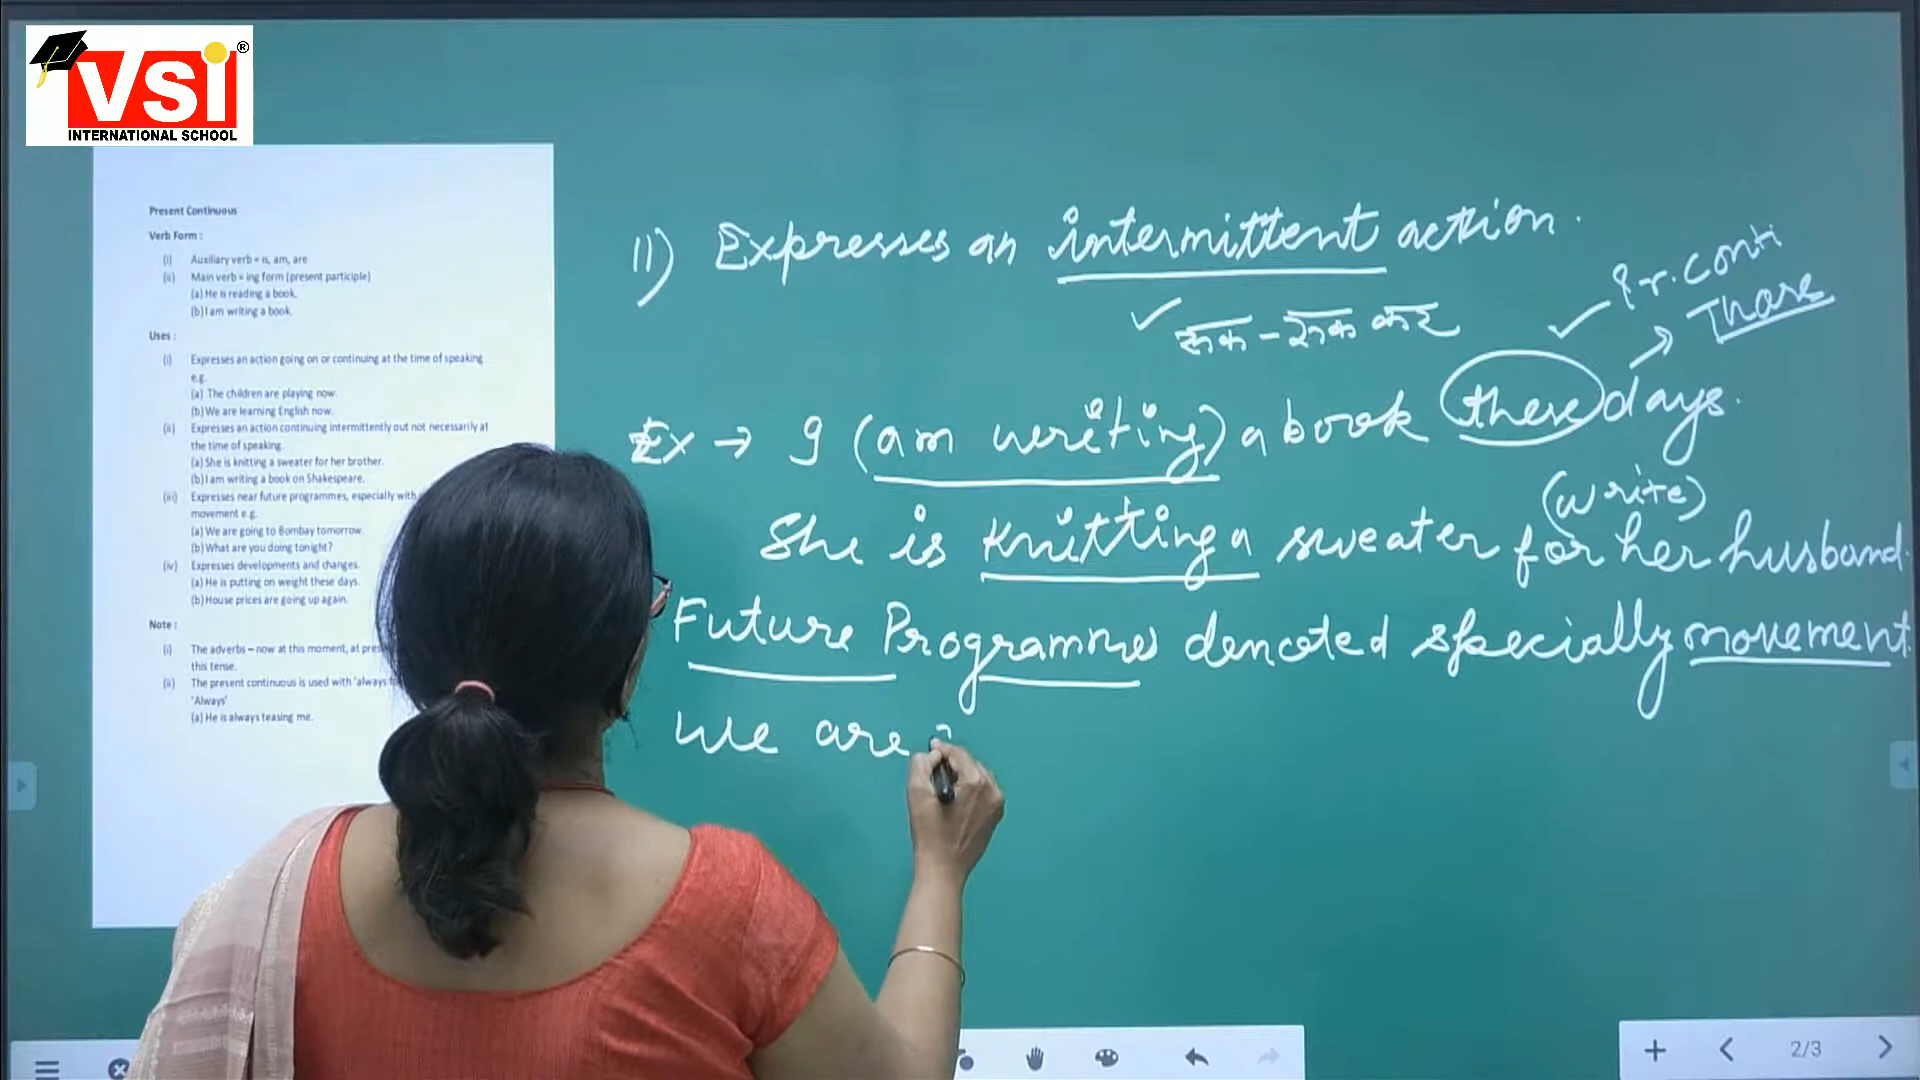 VSI ®
INTERNATIONAL SCHOOL
Present Continuous
Verb Form :
(i) Auxiliary verb = is, am, are
(ii) Main verb + ing form (present participle)
(a) He is reading a book.
(b) I am writing a book.
Uses :
(i) Expresses an action going on or continuing at the time of speaking
e.g.
(a) The children are playing now.
(b) We are learning English now.
(ii) Expresses an action continuing intermittently but not necessarily at
the time of speaking.
(a) She is knitting a sweater for her brother.
(b) I am writing a book on Shakespeare.
(iii) Expresses near future programmes, especially with
movement e.g.
(a) We are going to Bombay tomorrow.
(b) What are you doing tonight?
(iv) Expresses developments and changes.
(a) He is putting on weight these days.
(b) House prices are going up again.
Note :
(i) The adverbs – now at this moment, at
this tense.
(ii) The present continuous is used with 'always
'Always'
(a) He is always teasing me.
II) Expresses an intermittent action.
Pr. conti
रुक - रुक कर
Ex → I (am writing) a book these days.
(write)
She is knitting a sweater for her husband.
Future Programmes denoted specially movement.
We are
2/3